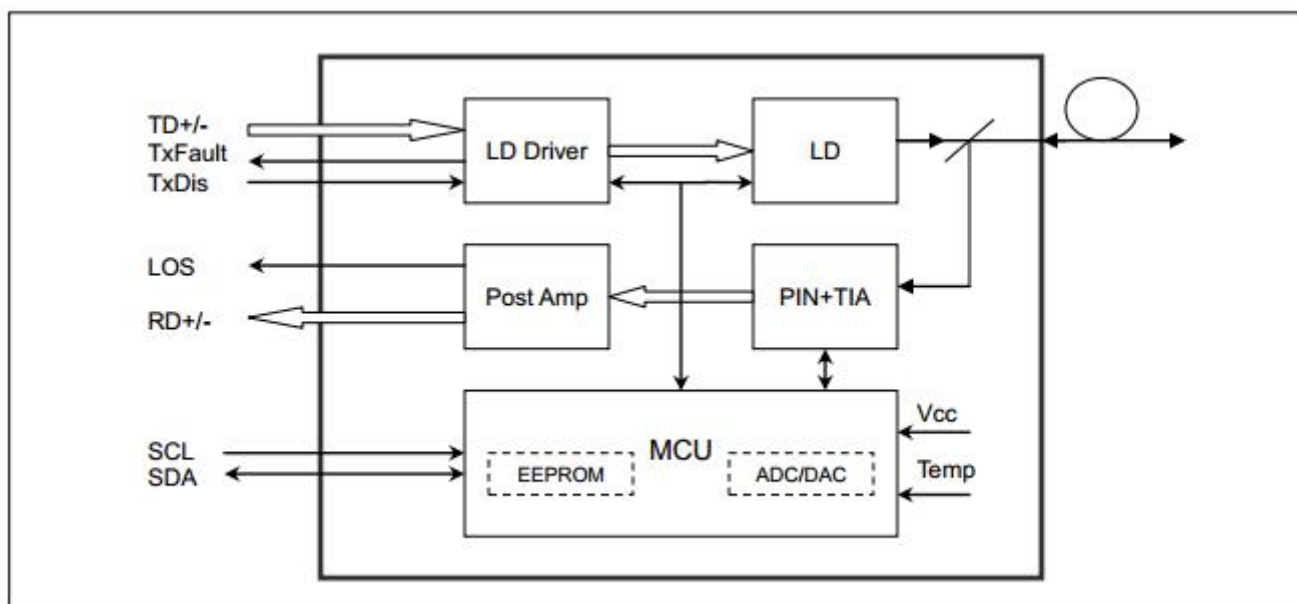 TD+/-
TxFault
TxDis
LD Driver
LD
LOS
RD+/-
Post Amp
PIN+TIA
SCL
SDA
MCU
EEPROM
ADC/DAC
Vcc
Temp